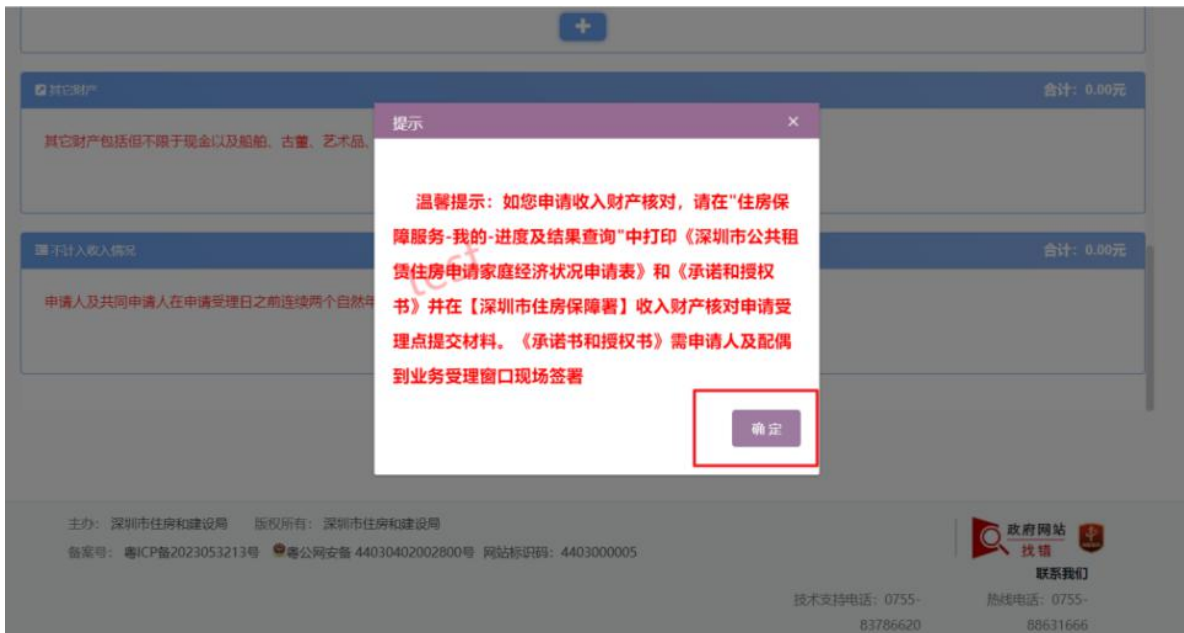 其它财产
合计：0.00元
其它财产包括但不限于现金以及船舶、古董、艺术品、
不计入收入情况
合计：0.00元
申请人及共同申请人在申请受理日之前连续两个自然年
提示
×
温馨提示：如您申请收入财产核对，请在"住房保
障服务-我的-进度及结果查询"中打印《深圳市公共租
赁住房申请家庭经济状况申请表》和《承诺和授权
书》并在【深圳市住房保障署】收入财产核对申请受
理点提交材料。《承诺书和授权书》需申请人及配偶
到业务受理窗口现场签署
test
确定
主办：深圳市住房和建设局 版权所有：深圳市住房和建设局
备案号：粤ICP备2023053213号 粤公网安备 44030402002800号 网站标识码：4403000005
政府网站
找错
联系我们
技术支持电话：0755-
83786620
热线电话：0755-
88631666